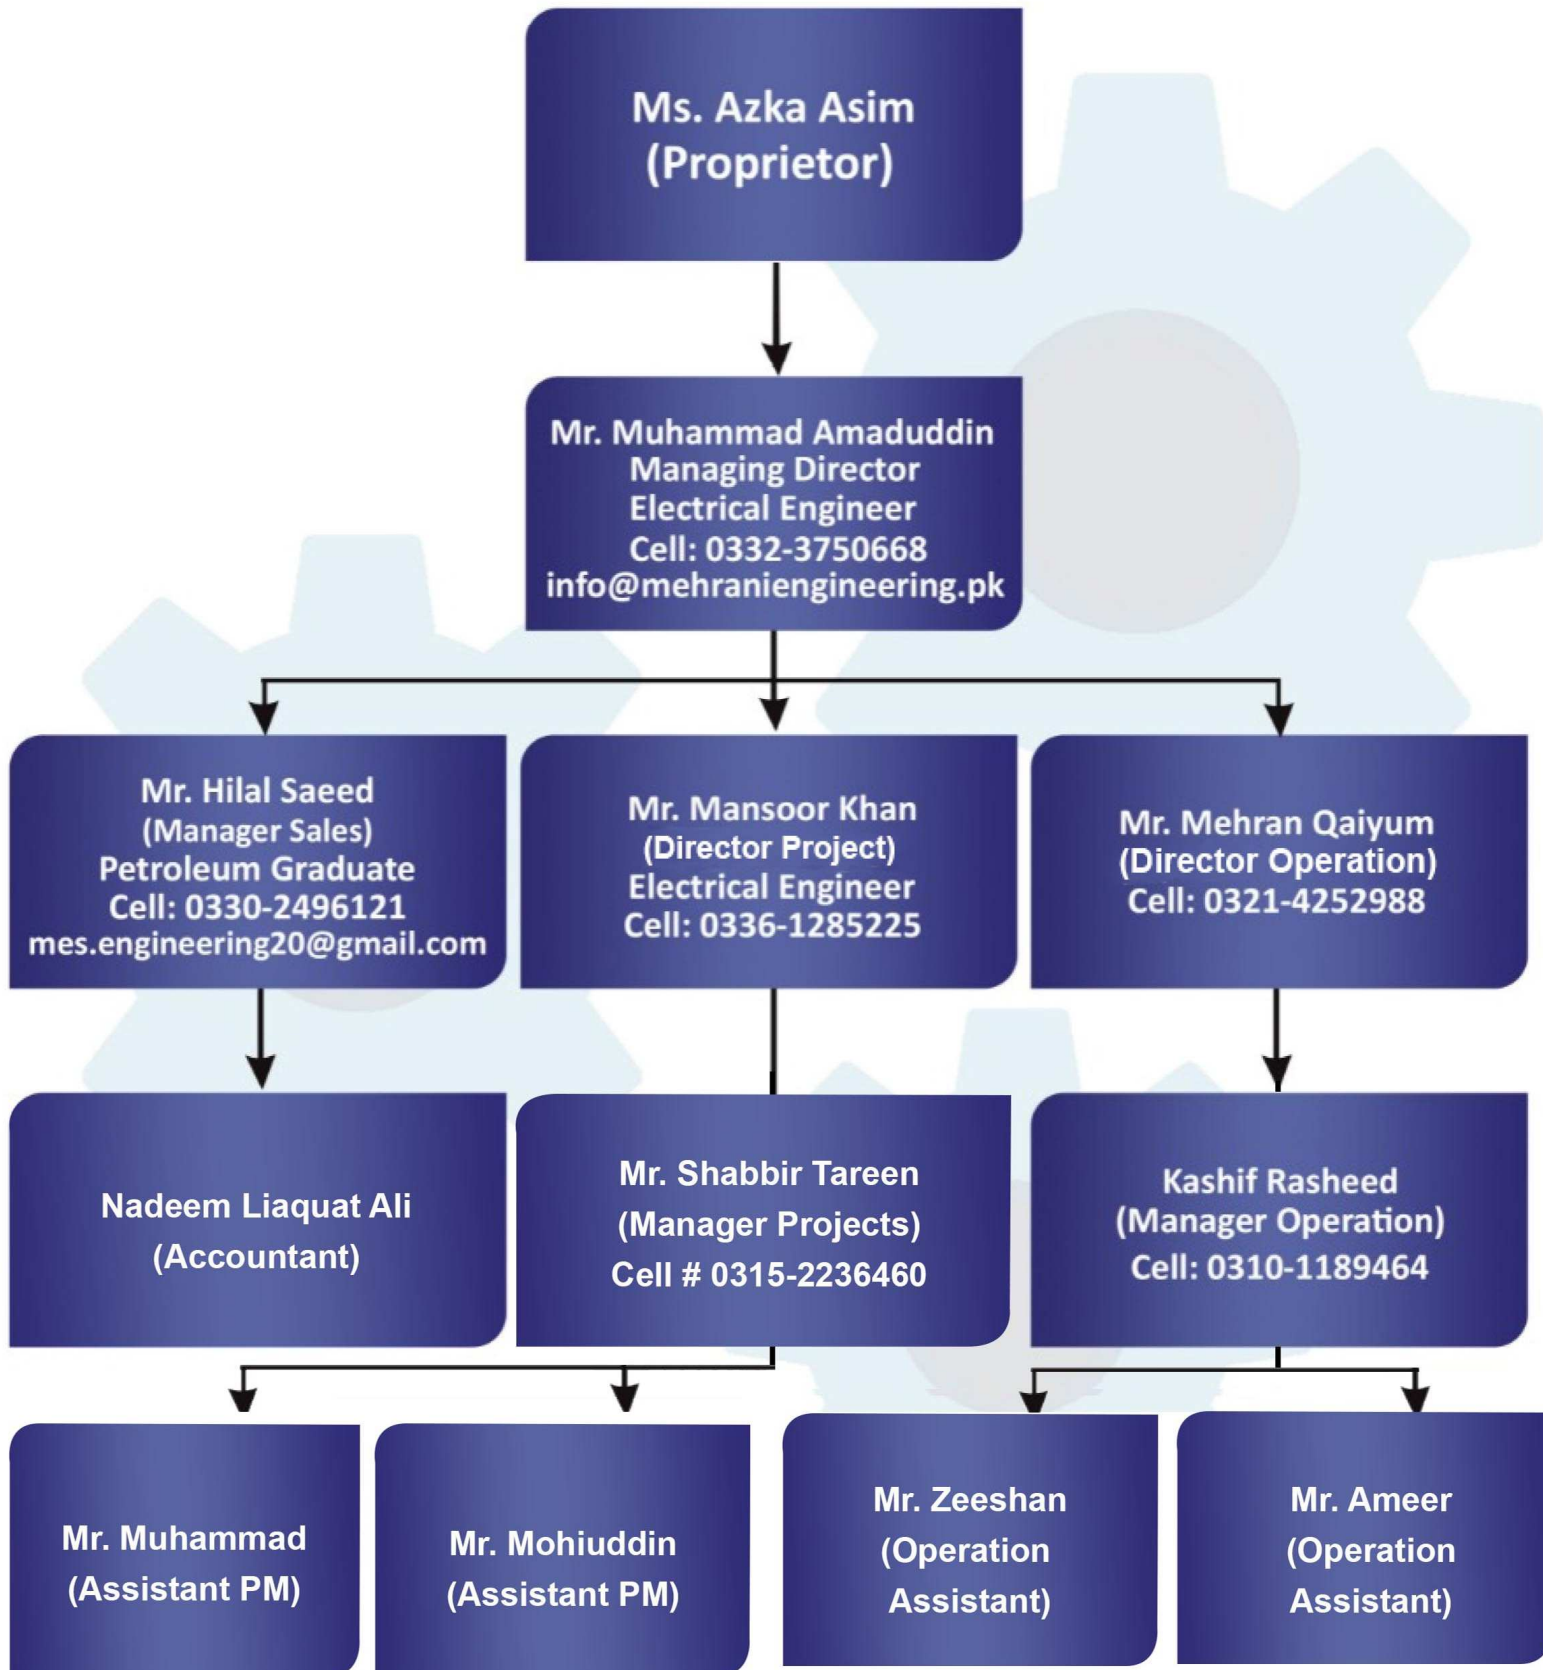 Ms. Azka Asim
(Proprietor)
Mr. Muhammad Amaduddin
Managing Director
Electrical Engineer
Cell: 0332-3750668
info@mehraniengineering.pk
Mr. Hilal Saeed
(Manager Sales)
Petroleum Graduate
Cell: 0330-2496121
mes.engineering20@gmail.com
Mr. Mansoor Khan
(Director Project)
Electrical Engineer
Cell: 0336-1285225
Mr. Mehran Qaiyum
(Director Operation)
Cell: 0321-4252988
Nadeem Liaquat Ali
(Accountant)
Mr. Shabbir Tareen
(Manager Projects)
Cell # 0315-2236460
Kashif Rasheed
(Manager Operation)
Cell: 0310-1189464
Mr. Muhammad
(Assistant PM)
Mr. Mohiuddin
(Assistant PM)
Mr. Zeeshan
(Operation
Assistant)
Mr. Ameer
(Operation
Assistant)